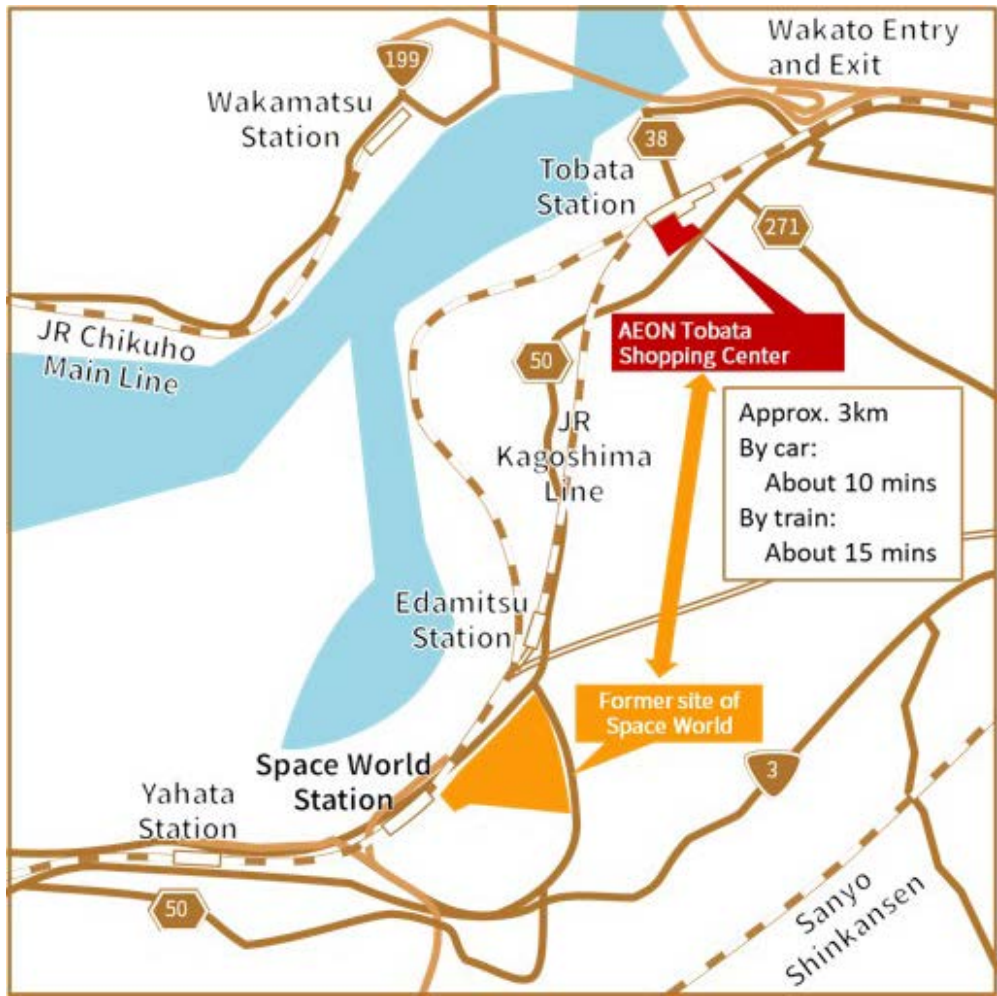 Wakato Entry
and Exit
199
Wakamatsu
Station
38
Tobata
Station
271
JR Chikuho
Main Line
AEON Tobata
Shopping Center
50
JR
Kagoshima
Line
Approx. 3km
By car:
About 10 mins
By train:
About 15 mins
Edamitsu
Station
Former site of
Space World
Space World
Station
3
Yahata
Station
50
Sanyo
Shinkansen